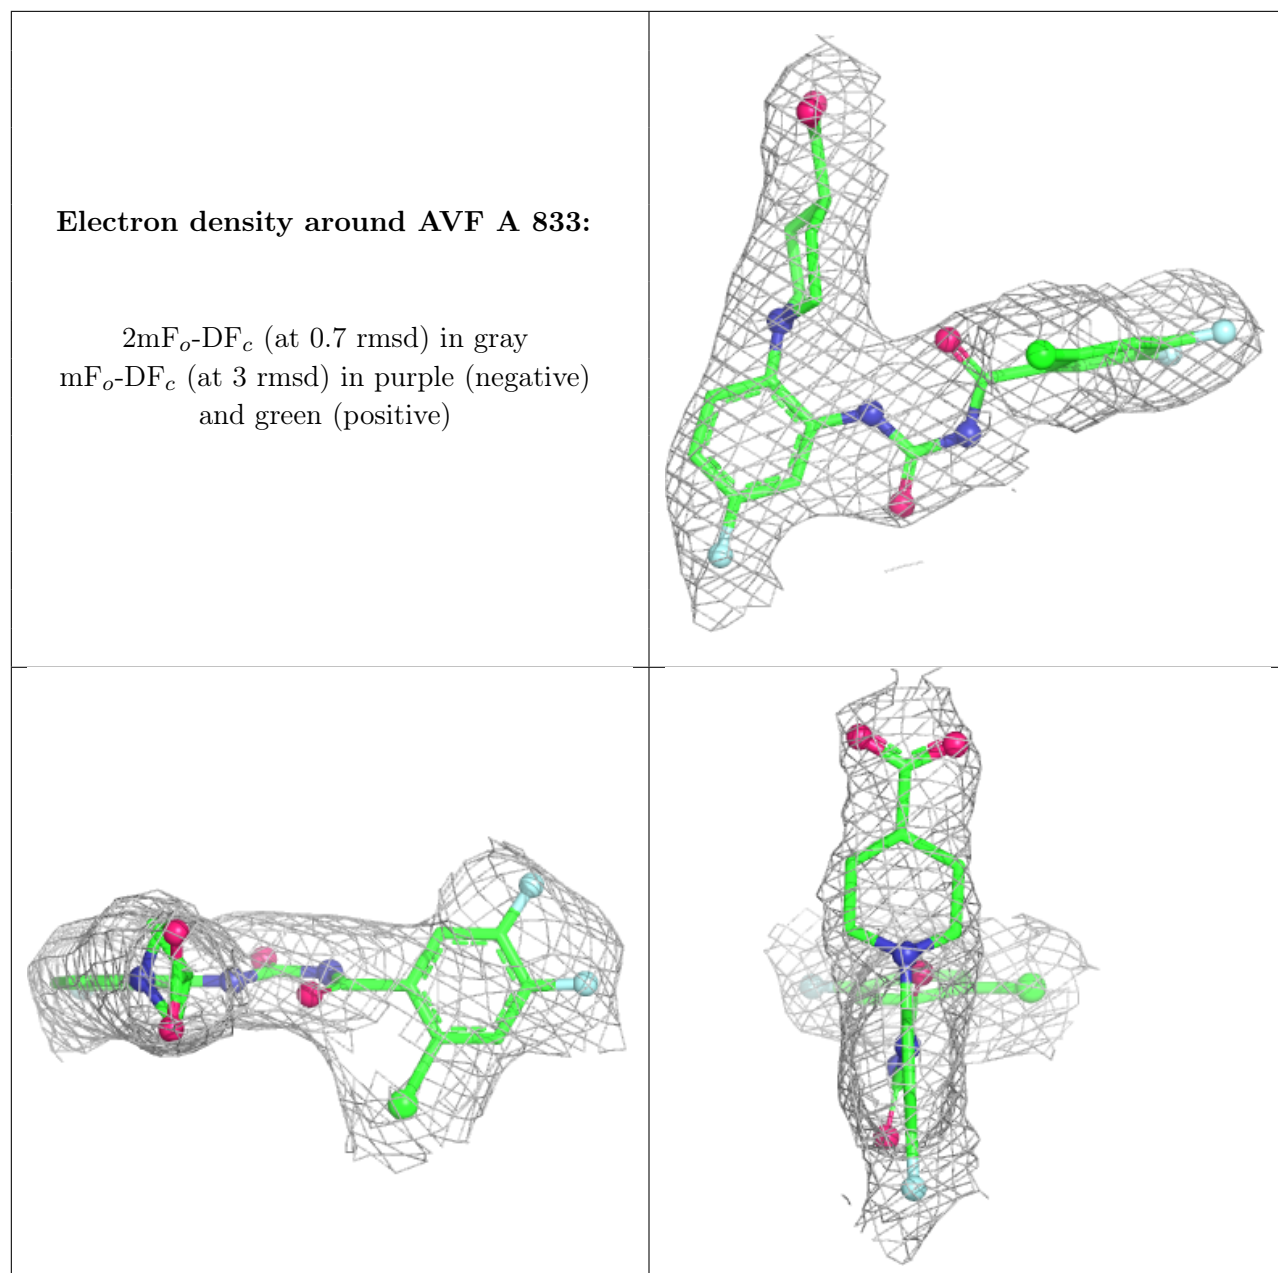 Electron density around AVF A 833:
2mFₒ-DF𝒸 (at 0.7 rmsd) in gray
mFₒ-DF𝒸 (at 3 rmsd) in purple (negative)
and green (positive)